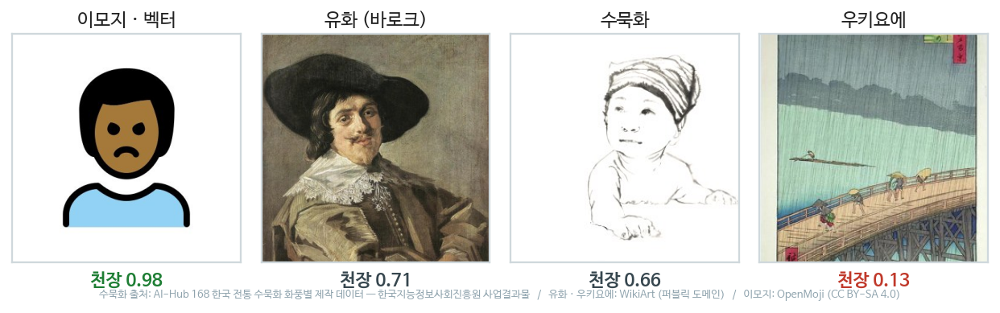 이모지 · 벡터
유화 (바로크)
수묵화
우키요에
천장 0.98
천장 0.71
천장 0.66
천장 0.13
수묵화 출처: AI-Hub 168 한국 전통 수묵화 화풍별 제작 데이터 — 한국지능정보사회진흥원 사업결과물 / 유화 · 우키요에: WikiArt (퍼블릭 도메인) / 이모지: OpenMoji (CC BY-SA 4.0)